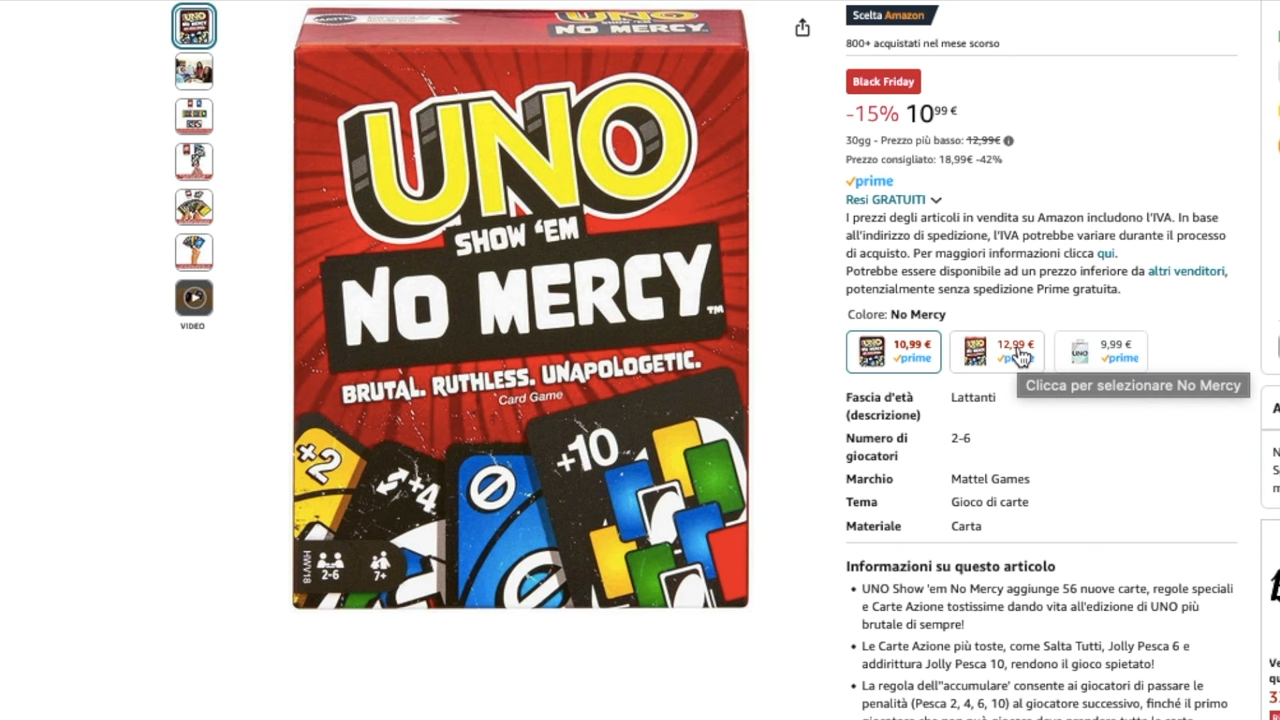 UNO
SHOW 'EM
NO MERCY
MATTEL
UNO
SHOW 'EM
NO MERCY™
BRUTAL. RUTHLESS. UNAPOLOGETIC.
Card Game
+2
+4
+10
HWV18
2-6
7+
VIDEO
Scelta Amazon
800+ acquistati nel mese scorso
Black Friday
-15% 10 99 €
30gg - Prezzo più basso: 12,99€
Prezzo consigliato: 18,99€ -42%
prime
Resi GRATUITI
I prezzi degli articoli in vendita su Amazon includono l'IVA. In base
all'indirizzo di spedizione, l'IVA potrebbe variare durante il processo
di acquisto. Per maggiori informazioni clicca qui.
Potrebbe essere disponibile ad un prezzo inferiore da altri venditori,
potenzialmente senza spedizione Prime gratuita.
Colore: No Mercy
10,99 €
prime
12,99 €
9,99 €
prime
Clicca per selezionare No Mercy
Fascia d'età Lattanti
(descrizione)
Numero di 2-6
giocatori
Marchio Mattel Games
Tema Gioco di carte
Materiale Carta
Informazioni su questo articolo
• UNO Show 'em No Mercy aggiunge 56 nuove carte, regole speciali
e Carte Azione tostissime dando vita all'edizione di UNO più
brutale di sempre!
• Le Carte Azione più toste, come Salta Tutti, Jolly Pesca 6 e
addirittura Jolly Pesca 10, rendono il gioco spietato!
• La regola dell''accumulare' consente ai giocatori di passare le
penalità (Pesca 2, 4, 6, 10) al giocatore successivo, finché il primo